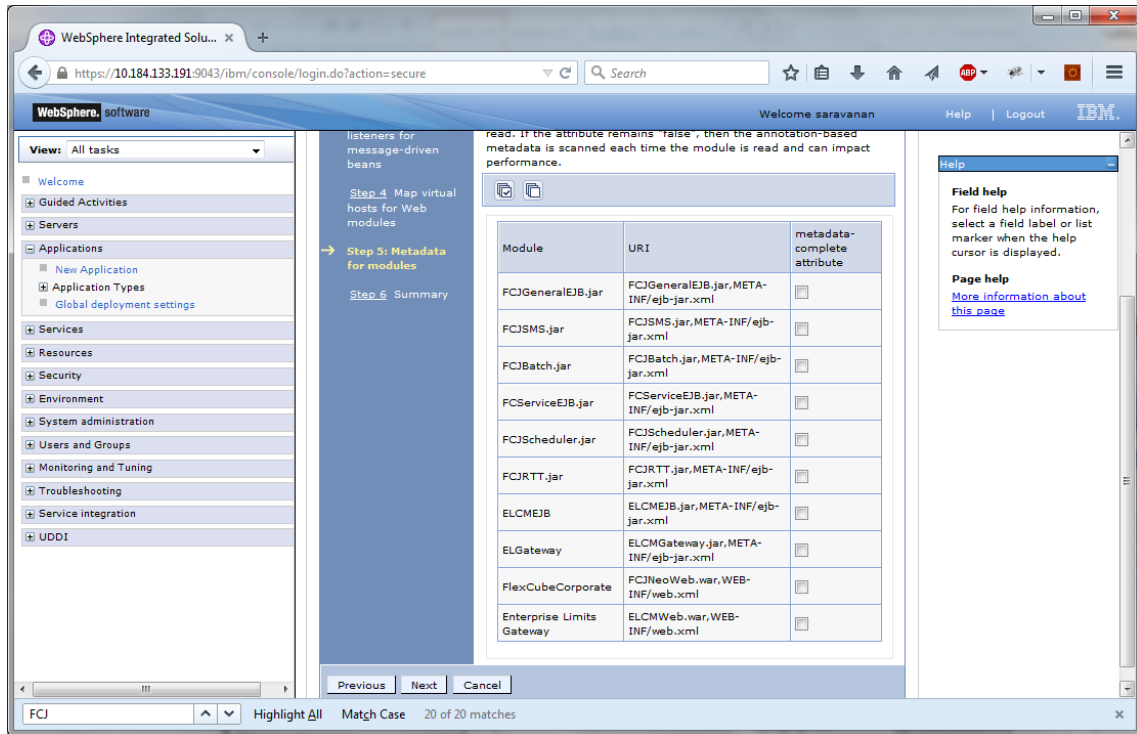 WebSphere Integrated Solu... × +
https://10.184.133.191:9043/ibm/console/login.do?action=secure
Search
ABP
WebSphere. software
Welcome saravanan
Help | Logout
IBM.
View: All tasks
Welcome
Guided Activities
Servers
Applications
New Application
Application Types
Global deployment settings
Services
Resources
Security
Environment
System administration
Users and Groups
Monitoring and Tuning
Troubleshooting
Service integration
UDDI
listeners for
message-driven
beans
Step 4 Map virtual
hosts for Web
modules
Step 5: Metadata
for modules
Step 6 Summary
read. If the attribute remains "false", then the annotation-based
metadata is scanned each time the module is read and can impact
performance.
Module
URI
metadata-
complete
attribute
FCJGeneralEJB.jar
FCJGeneralEJB.jar,META-
INF/ejb-jar.xml
FCJSMS.jar
FCJSMS.jar,META-INF/ejb-
jar.xml
FCJBatch.jar
FCJBatch.jar,META-INF/ejb-
jar.xml
FCServiceEJB.jar
FCServiceEJB.jar,META-
INF/ejb-jar.xml
FCJScheduler.jar
FCJScheduler.jar,META-
INF/ejb-jar.xml
FCJRTT.jar
FCJRTT.jar,META-INF/ejb-
jar.xml
ELCMEJB
ELCMEJB.jar,META-INF/ejb-
jar.xml
ELGateway
ELCMGateway.jar,META-
INF/ejb-jar.xml
FlexCubeCorporate
FCJNeoWeb.war,WEB-
INF/web.xml
Enterprise Limits
Gateway
ELCMWeb.war,WEB-
INF/web.xml
Previous Next Cancel
Help
Field help
For field help information,
select a field label or list
marker when the help
cursor is displayed.
Page help
More information about
this page
FCJ
Highlight All Match Case 20 of 20 matches